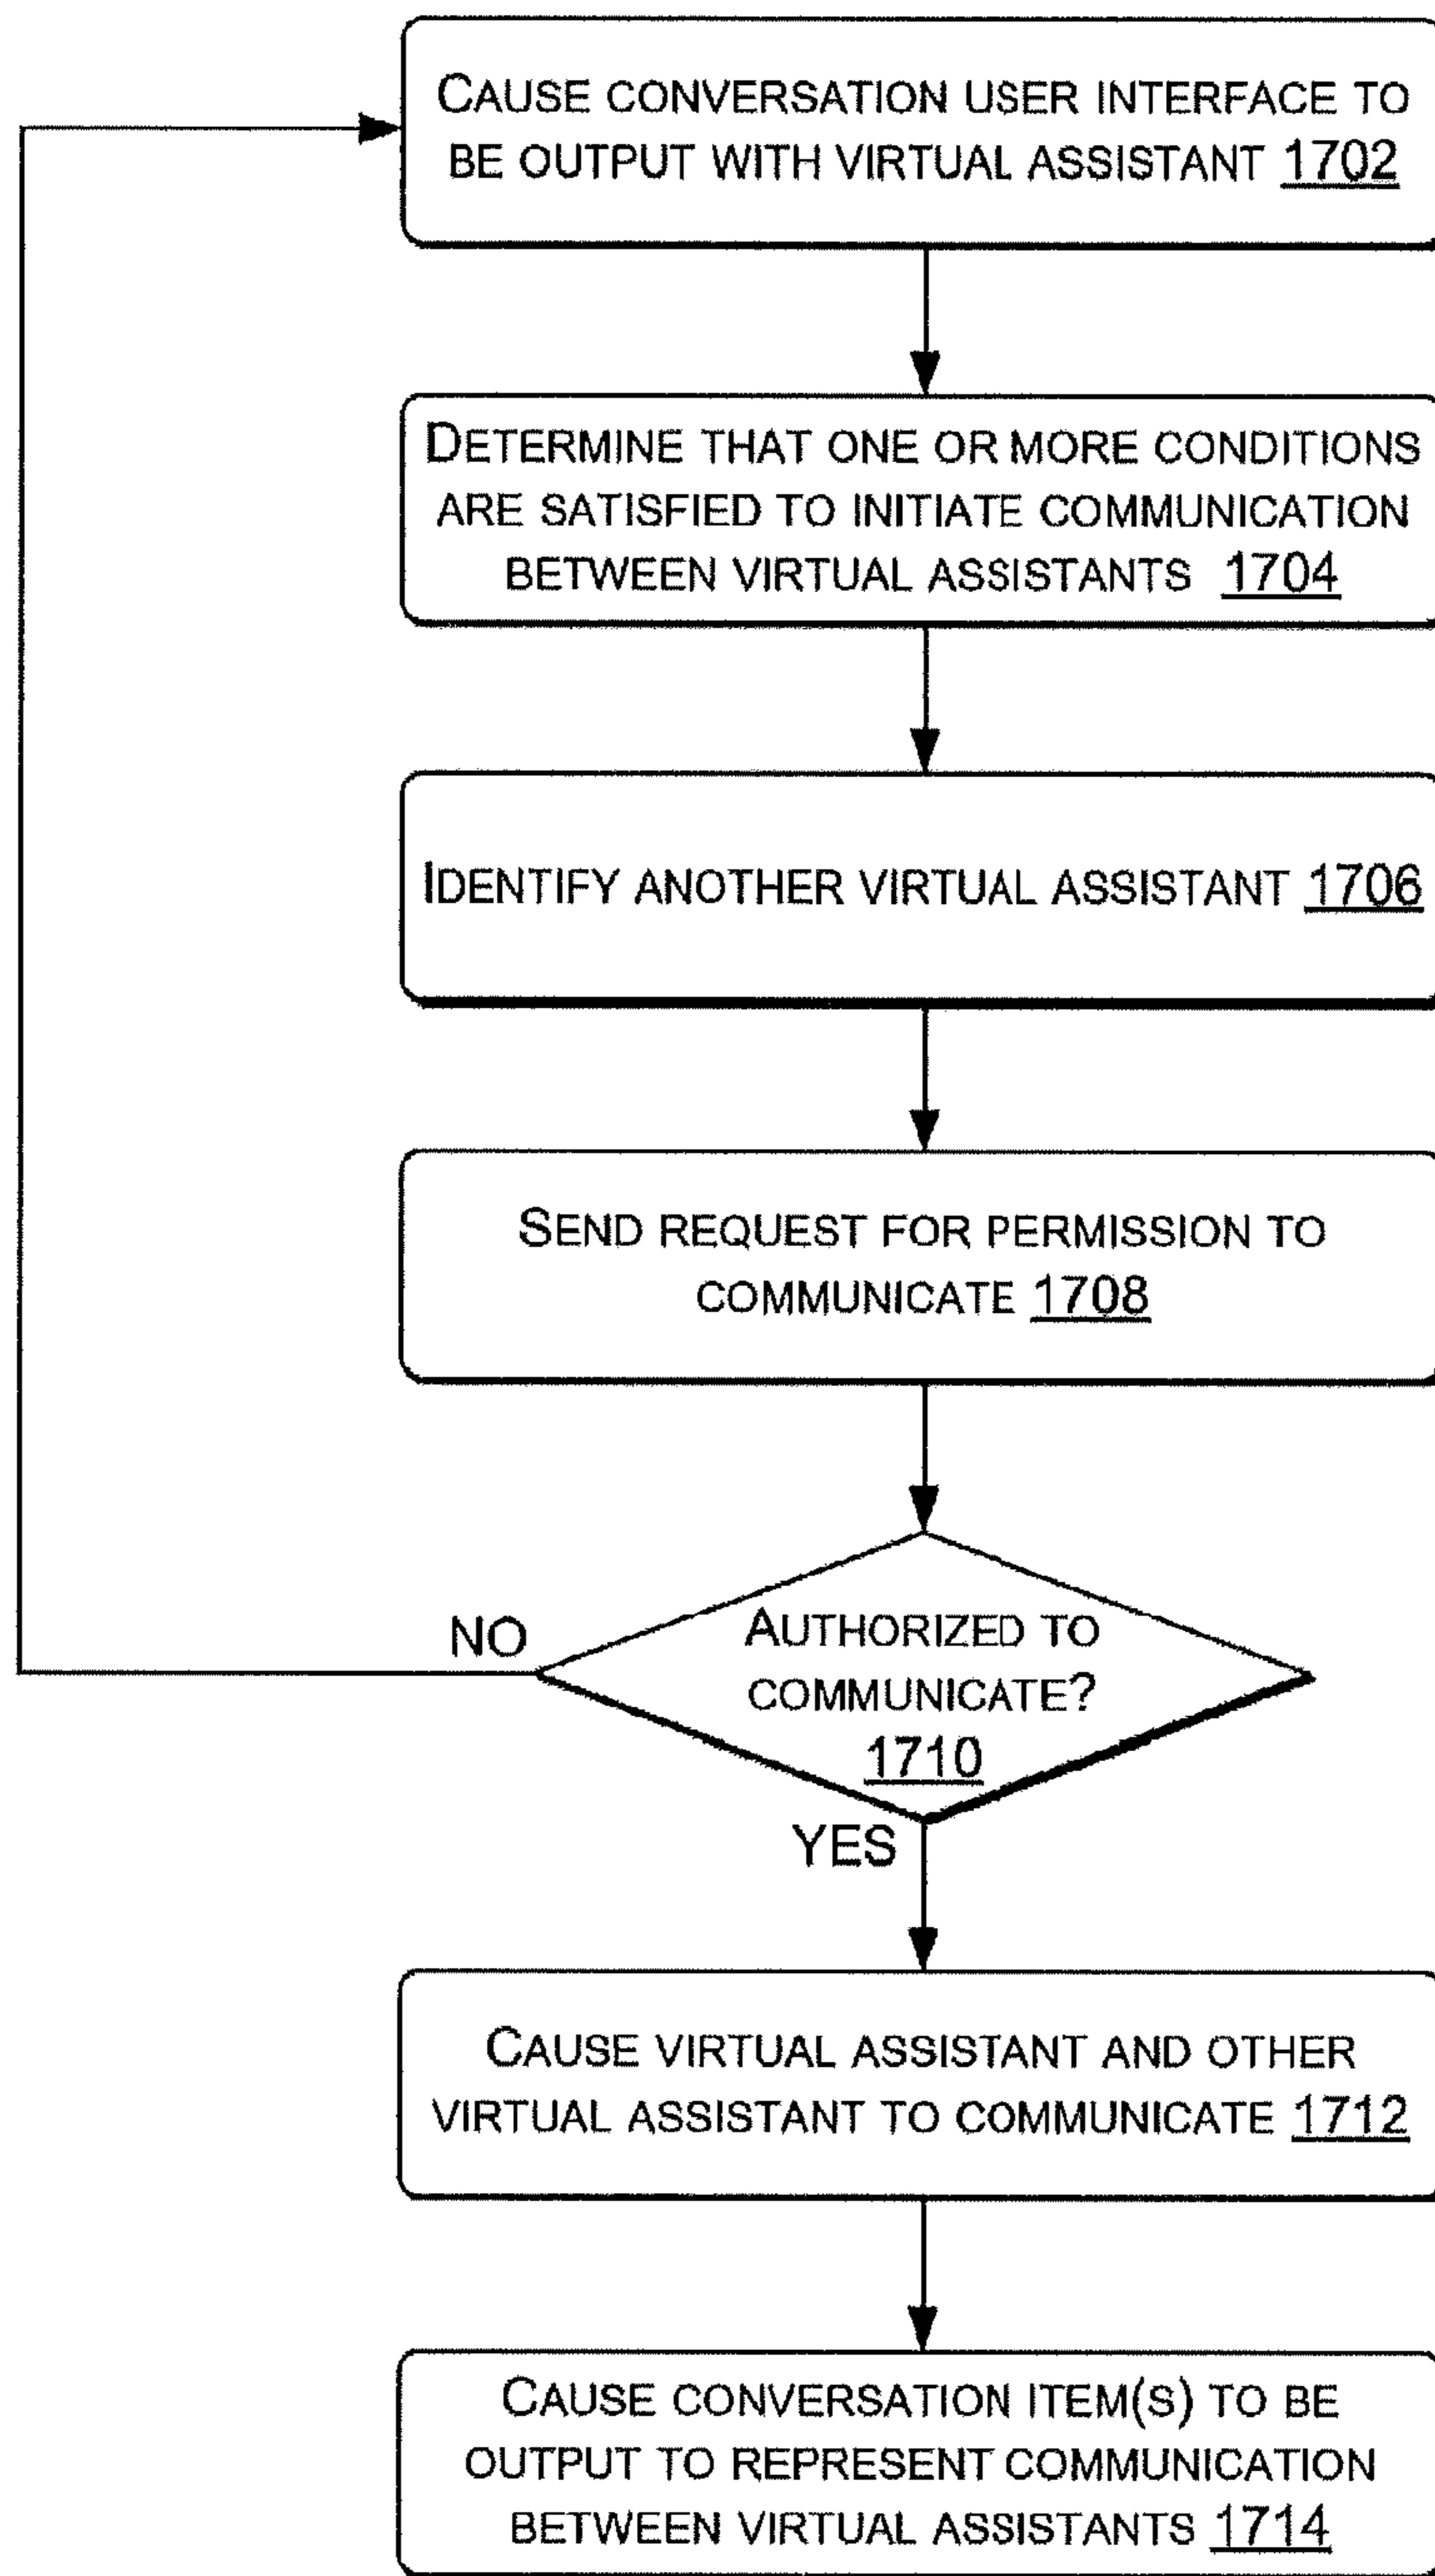 CAUSE CONVERSATION USER INTERFACE TO
BE OUTPUT WITH VIRTUAL ASSISTANT 1702
DETERMINE THAT ONE OR MORE CONDITIONS
ARE SATISFIED TO INITIATE COMMUNICATION
BETWEEN VIRTUAL ASSISTANTS 1704
IDENTIFY ANOTHER VIRTUAL ASSISTANT 1706
SEND REQUEST FOR PERMISSION TO
COMMUNICATE 1708
NO
AUTHORIZED TO
COMMUNICATE?
1710
YES
CAUSE VIRTUAL ASSISTANT AND OTHER
VIRTUAL ASSISTANT TO COMMUNICATE 1712
CAUSE CONVERSATION ITEM(S) TO BE
OUTPUT TO REPRESENT COMMUNICATION
BETWEEN VIRTUAL ASSISTANTS 1714